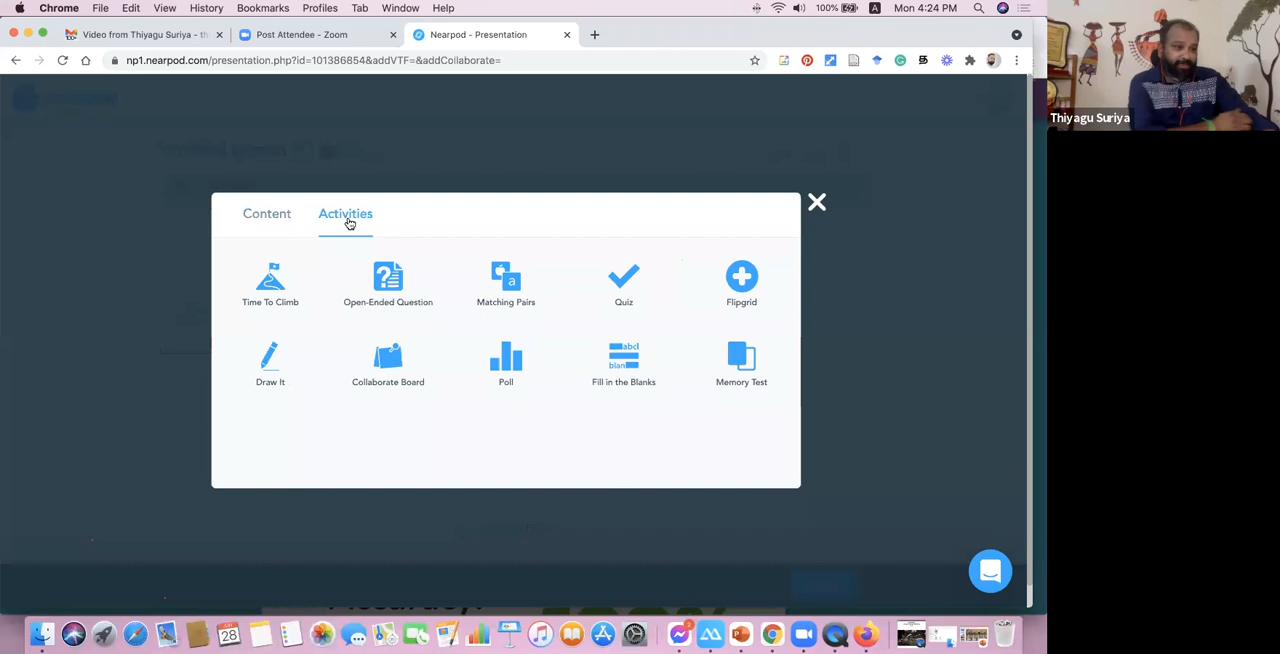 Chrome File Edit View History Bookmarks Profiles Tab Window Help 100% A Mon 4:24 PM
Video from Thiyagu Suriya - th Post Attendee - Zoom Nearpod - Presentation
np1.nearpod.com/presentation.php?id=101386854&addVTF=&addCollaborate=
Thiyagu Suriya
Content Activities
Time To Climb Open-Ended Question Matching Pairs Quiz Flipgrid
Draw It Collaborate Board Poll Fill in the Blanks Memory Test